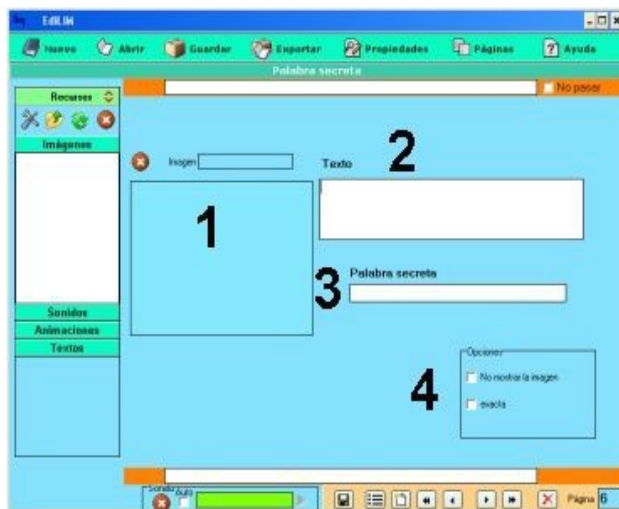 EdiLIM
Nuevo Abrir Guardar Exportar Propiedades Páginas Ayuda
Palabra secreta
Recursos
No pasar
Imágenes
Imagen
Texto
2
1
3
Palabra secreta
Sonidos
Animaciones
Textos
Opciones
No mostrar la imagen
4
exacta
Sonido
Auto
Página 6